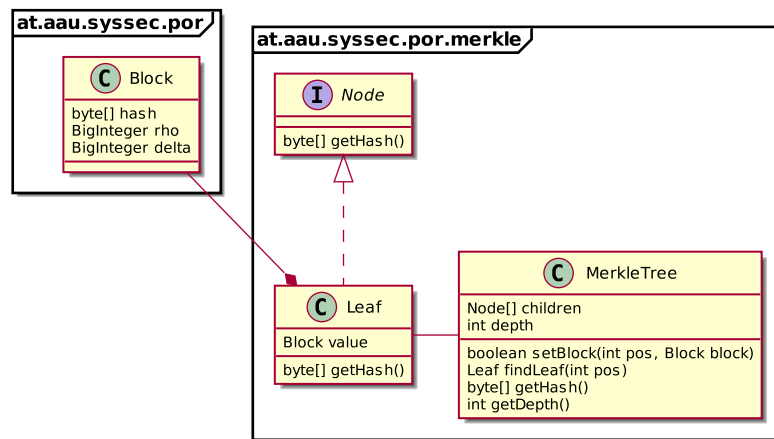 at.aau.syssec.por
C Block
byte[] hash
BigInteger rho
BigInteger delta
at.aau.syssec.por.merkle
I Node
byte[] getHash()
C Leaf
Block value
byte[] getHash()
C MerkleTree
Node[] children
int depth
boolean setBlock(int pos, Block block)
Leaf findLeaf(int pos)
byte[] getHash()
int getDepth()